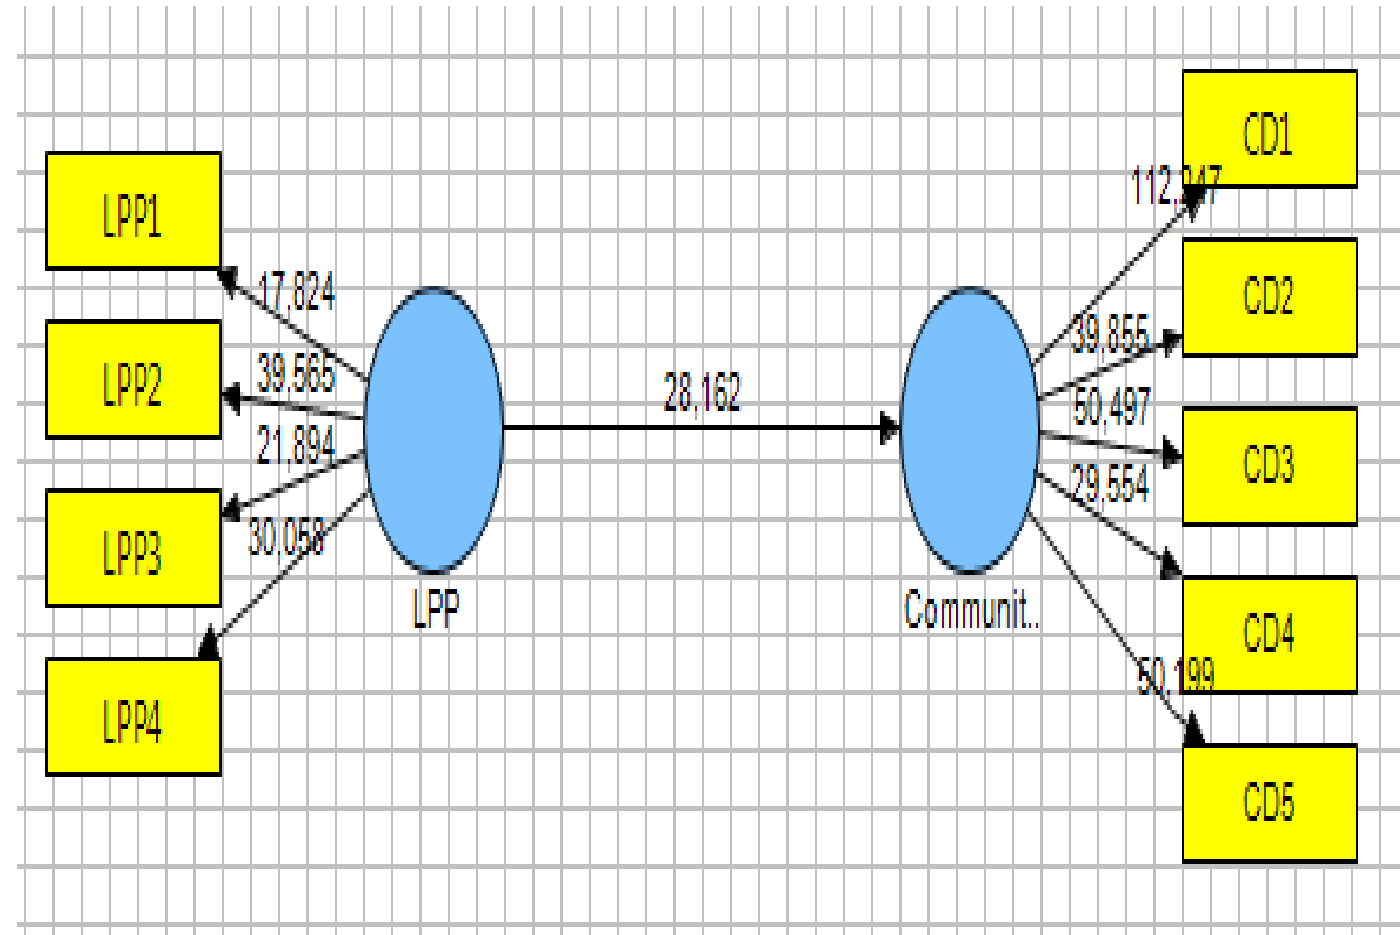 CD1
112,247
LPP1
17,824
CD2
39,855
LPP2
39,565
28,162
50,497
21,894
CD3
29,554
LPP3
30,058
LPP
Communit..
CD4
50,199
LPP4
CD5